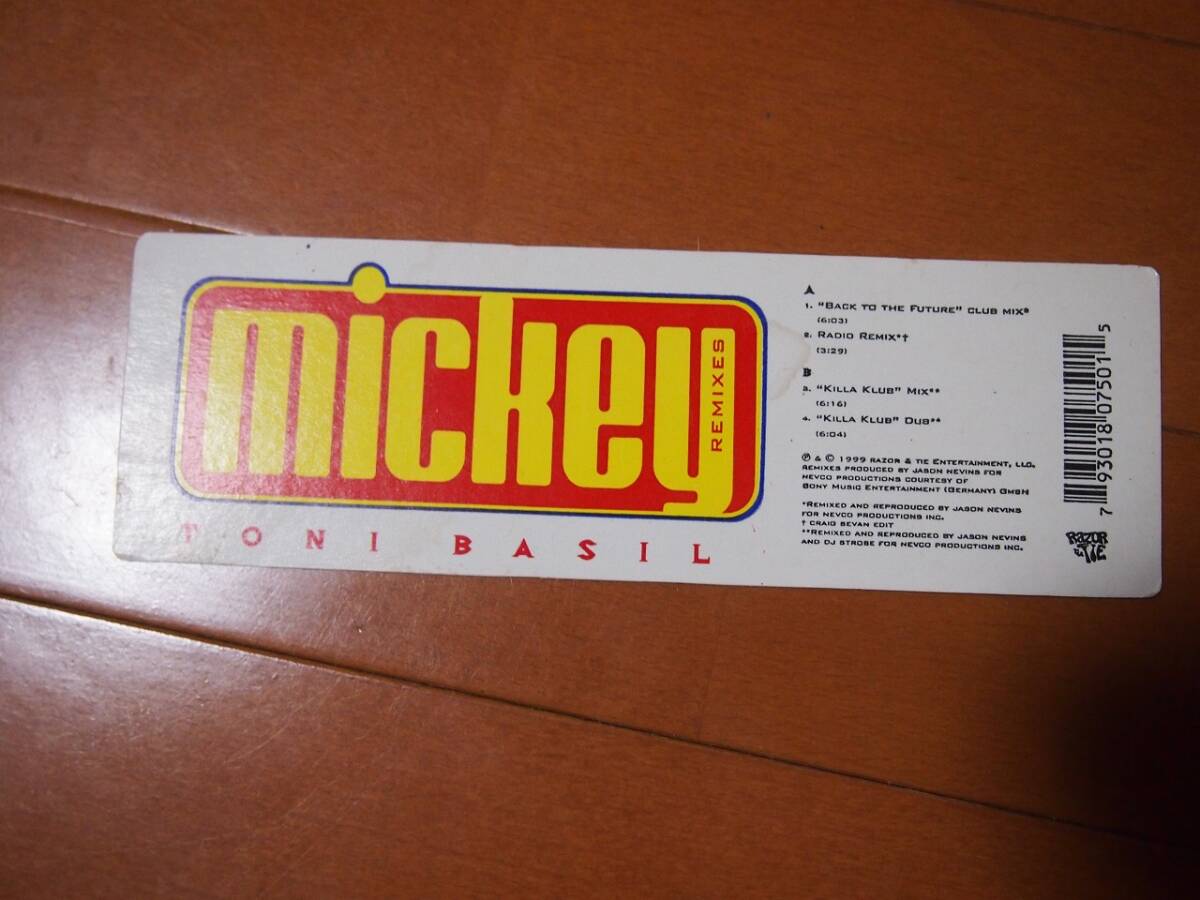 mickey
REMIXES
TONI BASIL
A
1. "BACK TO THE FUTURE" CLUB MIX*
(6:03)
2. RADIO REMIX*†
(3:29)
B
3. "KILLA KLUB" MIX**
(6:16)
4. "KILLA KLUB" DUB**
(6:04)
℗ & © 1999 RAZOR & TIE ENTERTAINMENT, LLC.
REMIXES PRODUCED BY JASON NEVINS FOR
NEVCO PRODUCTIONS COURTESY OF
SONY MUSIC ENTERTAINMENT (GERMANY) GMBH
*REMIXED AND REPRODUCED BY JASON NEVINS
FOR NEVCO PRODUCTIONS INC.
† CRAIG BEVAN EDIT
**REMIXED AND REPRODUCED BY JASON NEVINS
AND DJ STROBE FOR NEVCO PRODUCTIONS INC.
7 93018 07501 5
RAZOR